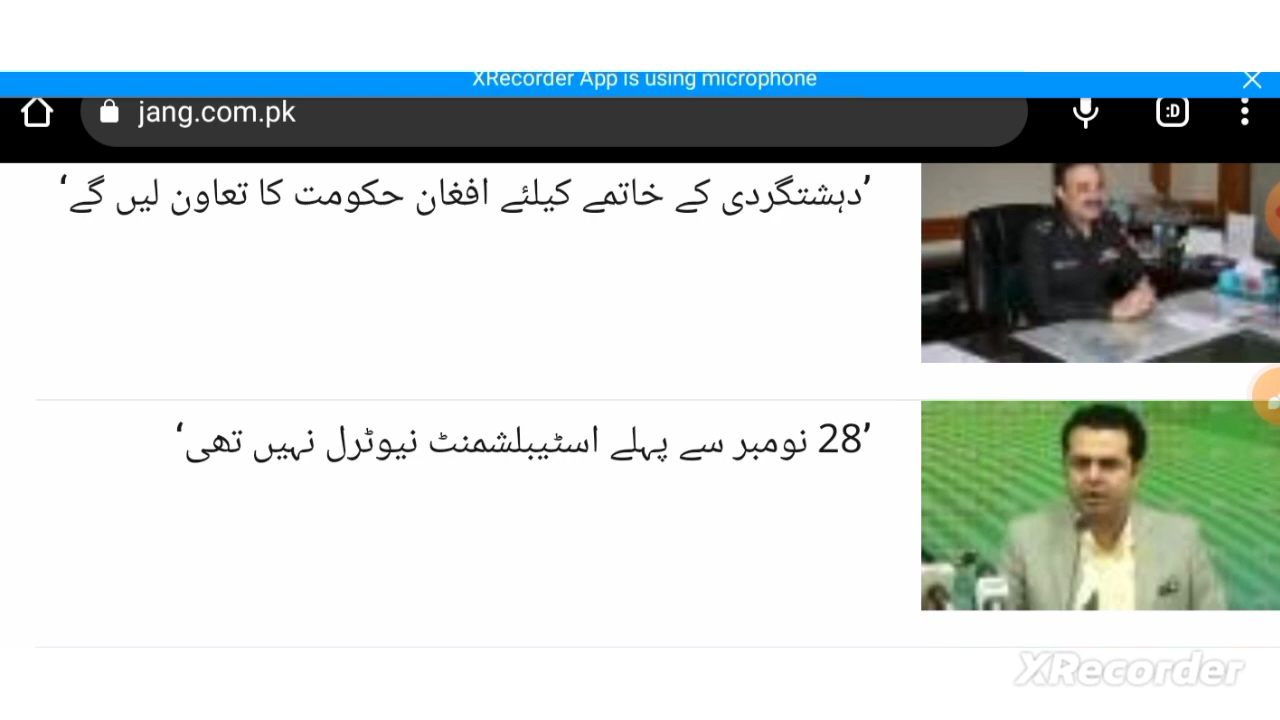 XRecorder App is using microphone
jang.com.pk
:D
’دہشتگردی کے خاتمے کیلئے افغان حکومت کا تعاون لیں گے‘
’28 نومبر سے پہلے اسٹیبلشمنٹ نیوٹرل نہیں تھی‘
XRecorder